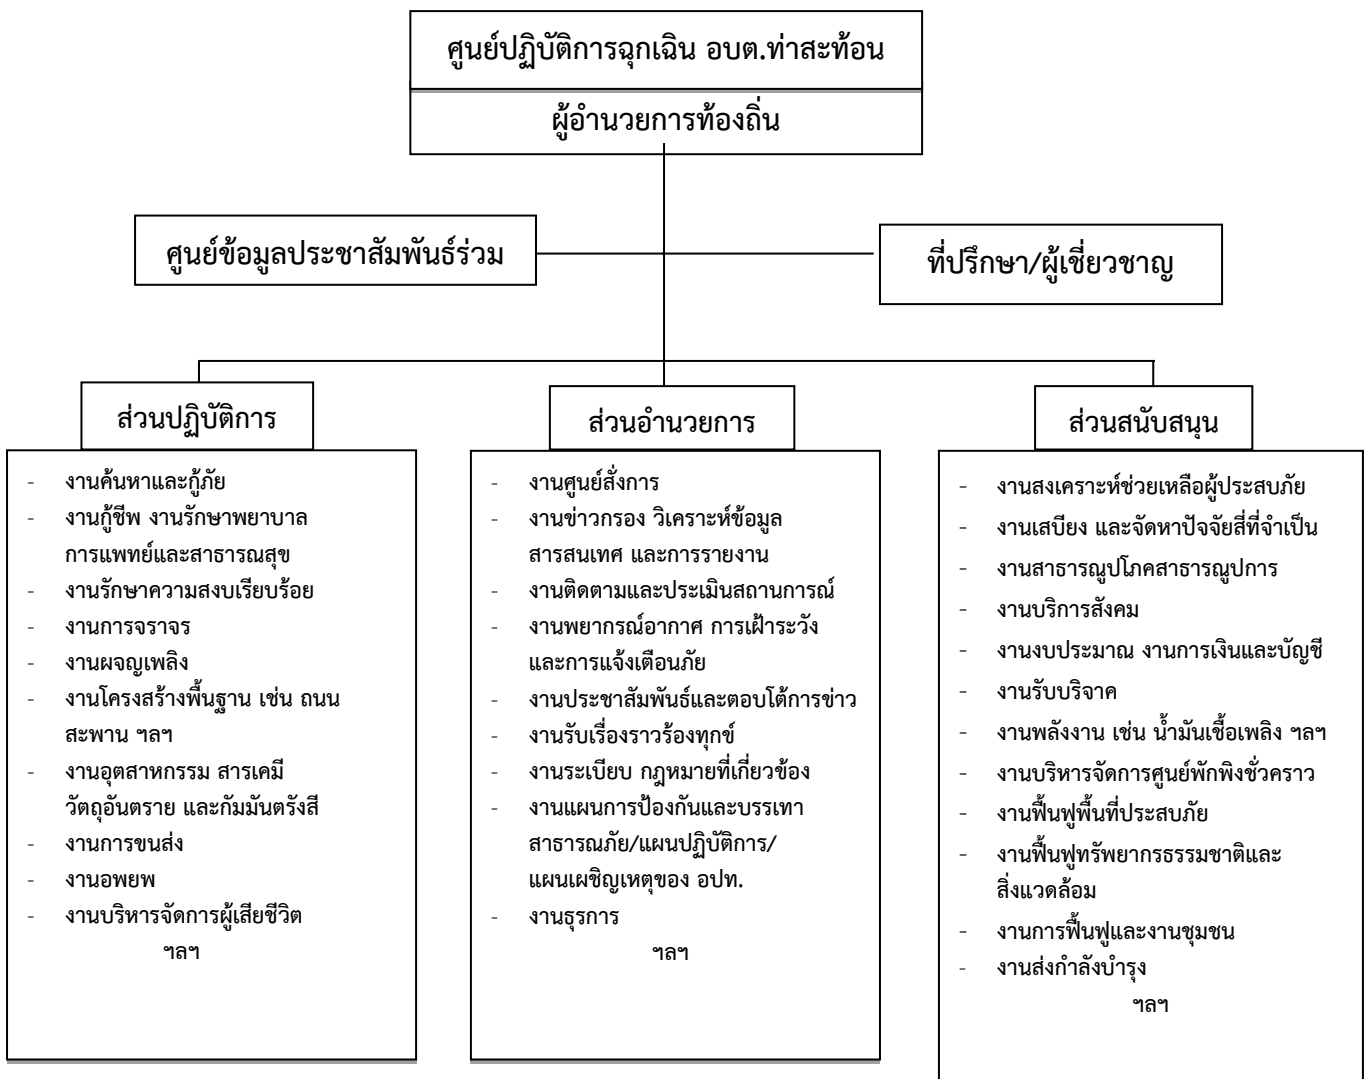 ศูนย์ปฏิบัติการฉุกเฉิน อบต.ท่าสะท้อน
ผู้อำนวยการท้องถิ่น
ศูนย์ข้อมูลประชาสัมพันธ์ร่วม
ที่ปรึกษา/ผู้เชี่ยวชาญ
ส่วนปฏิบัติการ
- งานค้นหาและกู้ภัย
- งานกู้ชีพ งานรักษาพยาบาล
การแพทย์และสาธารณสุข
- งานรักษาความสงบเรียบร้อย
- งานการจราจร
- งานผจญเพลิง
- งานโครงสร้างพื้นฐาน เช่น ถนน
สะพาน ฯลฯ
- งานอุตสาหกรรม สารเคมี
วัตถุอันตราย และกัมมันตรังสี
- งานการขนส่ง
- งานอพยพ
- งานบริหารจัดการผู้เสียชีวิต
ฯลฯ
ส่วนอำนวยการ
- งานศูนย์สั่งการ
- งานข่าวกรอง วิเคราะห์ข้อมูล
สารสนเทศ และการรายงาน
- งานติดตามและประเมินสถานการณ์
- งานพยากรณ์อากาศ การเฝ้าระวัง
และการแจ้งเตือนภัย
- งานประชาสัมพันธ์และตอบโต้การข่าว
- งานรับเรื่องราวร้องทุกข์
- งานระเบียบ กฎหมายที่เกี่ยวข้อง
- งานแผนการป้องกันและบรรเทา
สาธารณภัย/แผนปฏิบัติการ/
แผนเผชิญเหตุของ อปท.
- งานธุรการ
ฯลฯ
ส่วนสนับสนุน
- งานสงเคราะห์ช่วยเหลือผู้ประสบภัย
- งานเสบียง และจัดหาปัจจัยสี่ที่จำเป็น
- งานสาธารณูปโภคสาธารณูปการ
- งานบริการสังคม
- งานงบประมาณ งานการเงินและบัญชี
- งานรับบริจาค
- งานพลังงาน เช่น น้ำมันเชื้อเพลิง ฯลฯ
- งานบริหารจัดการศูนย์พักพิงชั่วคราว
- งานฟื้นฟูพื้นที่ประสบภัย
- งานฟื้นฟูทรัพยากรธรรมชาติและ
สิ่งแวดล้อม
- งานการฟื้นฟูและงานชุมชน
- งานส่งกำลังบำรุง
ฯลฯ